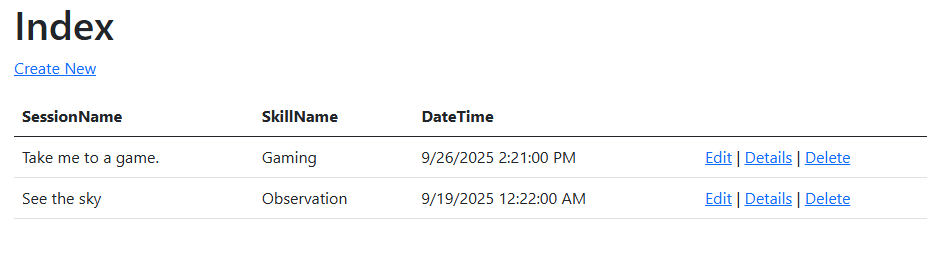 Index
Create New
SessionName SkillName DateTime
Take me to a game. Gaming 9/26/2025 2:21:00 PM Edit | Details | Delete
See the sky Observation 9/19/2025 12:22:00 AM Edit | Details | Delete